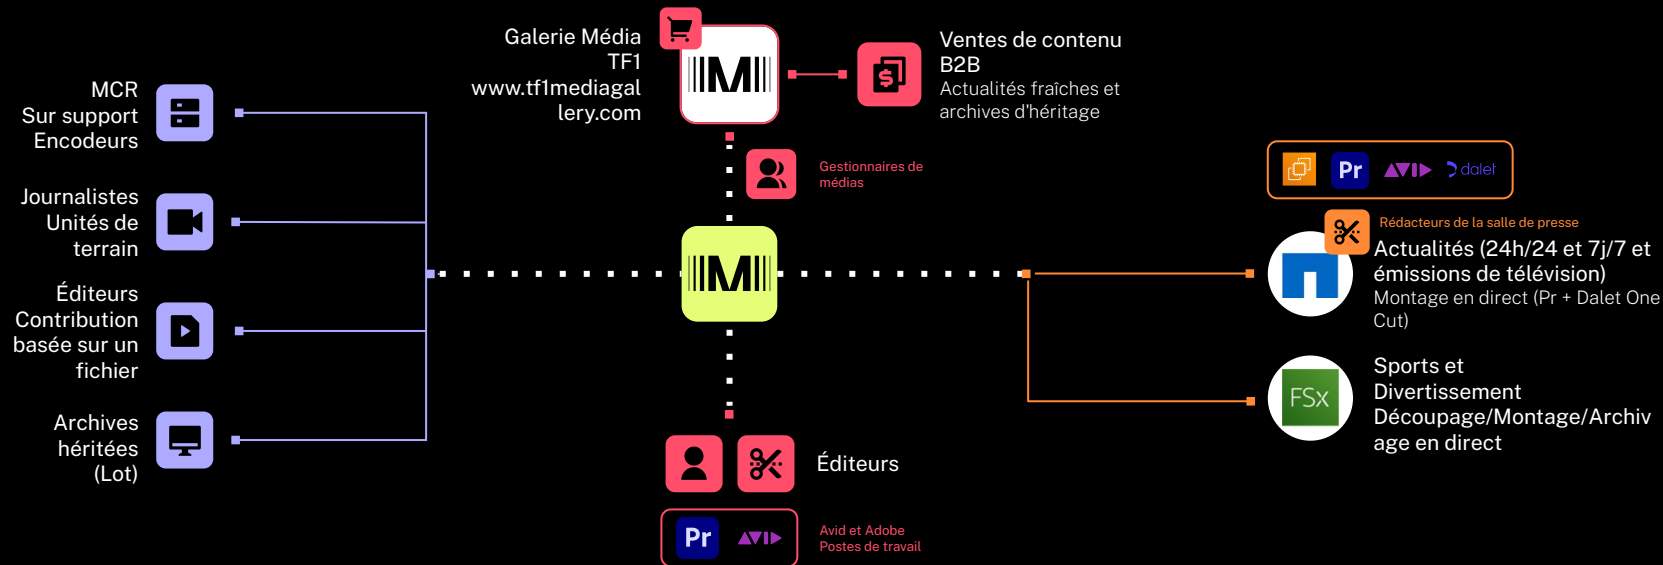 MCR
Sur support
Encodeurs
Journalistes
Unités de
terrain
Éditeurs
Contribution
basée sur un
fichier
Archives
héritées
(Lot)
Galerie Média
TF1
www.tf1mediagal
lery.com
M
Ventes de contenu
B2B
Actualités fraîches et
archives d'héritage
Gestionnaires de
médias
M
Éditeurs
Pr AVID
Avid et Adobe
Postes de travail
Pr AVID dalet
Rédacteurs de la salle de presse
Actualités (24h/24 et 7j/7 et
émissions de télévision)
Montage en direct (Pr + Dalet One
Cut)
FSx
Sports et
Divertissement
Découpage/Montage/Archiv
age en direct